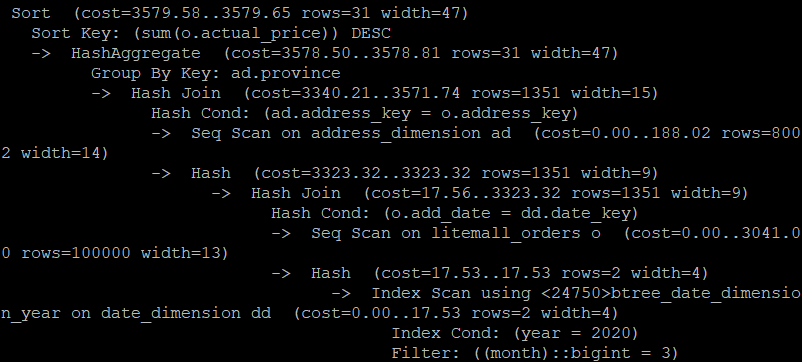 Sort  (cost=3579.58..3579.65 rows=31 width=47)
Sort Key: (sum(o.actual_price)) DESC
->  HashAggregate  (cost=3578.50..3578.81 rows=31 width=47)
Group By Key: ad.province
->  Hash Join  (cost=3340.21..3571.74 rows=1351 width=15)
Hash Cond: (ad.address_key = o.address_key)
->  Seq Scan on address_dimension ad  (cost=0.00..188.02 rows=800
2 width=14)
->  Hash  (cost=3323.32..3323.32 rows=1351 width=9)
->  Hash Join  (cost=17.56..3323.32 rows=1351 width=9)
Hash Cond: (o.add_date = dd.date_key)
->  Seq Scan on litemall_orders o  (cost=0.00..3041.0
0 rows=100000 width=13)
->  Hash  (cost=17.53..17.53 rows=2 width=4)
->  Index Scan using <24750>btree_date_dimensio
n_year on date_dimension dd  (cost=0.00..17.53 rows=2 width=4)
Index Cond: (year = 2020)
Filter: ((month)::bigint = 3)